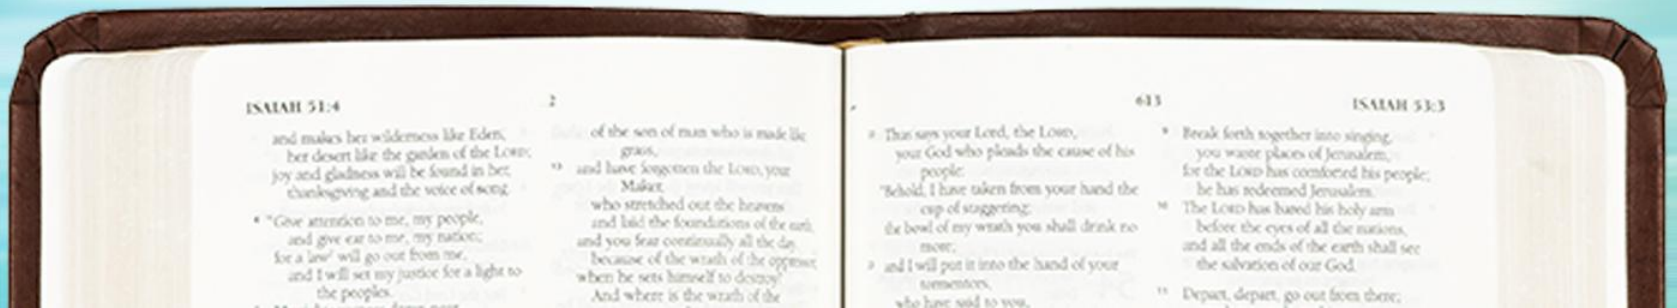 ISAIAH 51:4
2
and makes her wilderness like Eden,
her desert like the garden of the LORD;
joy and gladness will be found in her,
thanksgiving and the voice of song.
4 "Give attention to me, my people,
and give ear to me, my nation;
for a law will go out from me,
and I will set my justice for a light to
the peoples.
of the son of man who is made like
grass,
13 and have forgotten the LORD, your
Maker,
who stretched out the heavens
and laid the foundations of the earth,
and you fear continually all the day
because of the wrath of the oppressor,
when he sets himself to destroy?
And where is the wrath of the
613
ISAIAH 53:3
Thus says your Lord, the LORD,
your God who pleads the cause of his
people:
"Behold, I have taken from your hand the
cup of staggering;
the bowl of my wrath you shall drink no
more;
and I will put it into the hand of your
tormentors,
who have said to you,
9 Break forth together into singing,
you waste places of Jerusalem,
for the LORD has comforted his people;
he has redeemed Jerusalem.
10 The LORD has bared his holy arm
before the eyes of all the nations,
and all the ends of the earth shall see
the salvation of our God.
11 Depart, depart, go out from there;